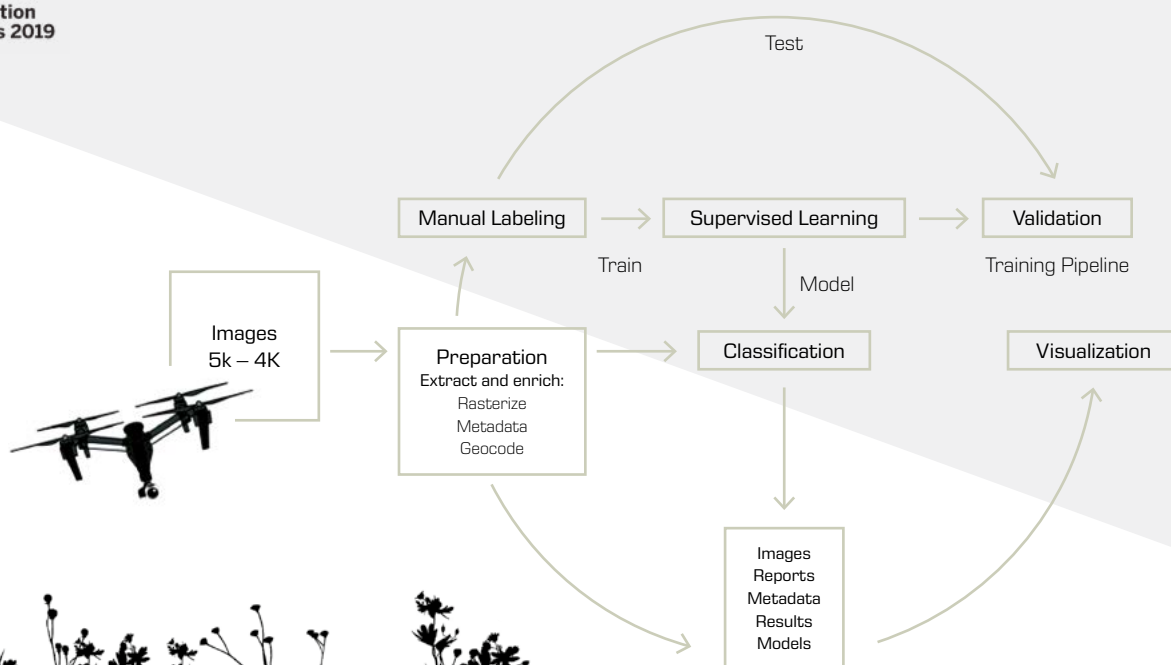 tion
s 2019
Test
Manual Labeling
Supervised Learning
Validation
Train
Model
Training Pipeline
Images
5k – 4K
Preparation
Extract and enrich:
Rasterize
Metadata
Geocode
Classification
Visualization
Images
Reports
Metadata
Results
Models